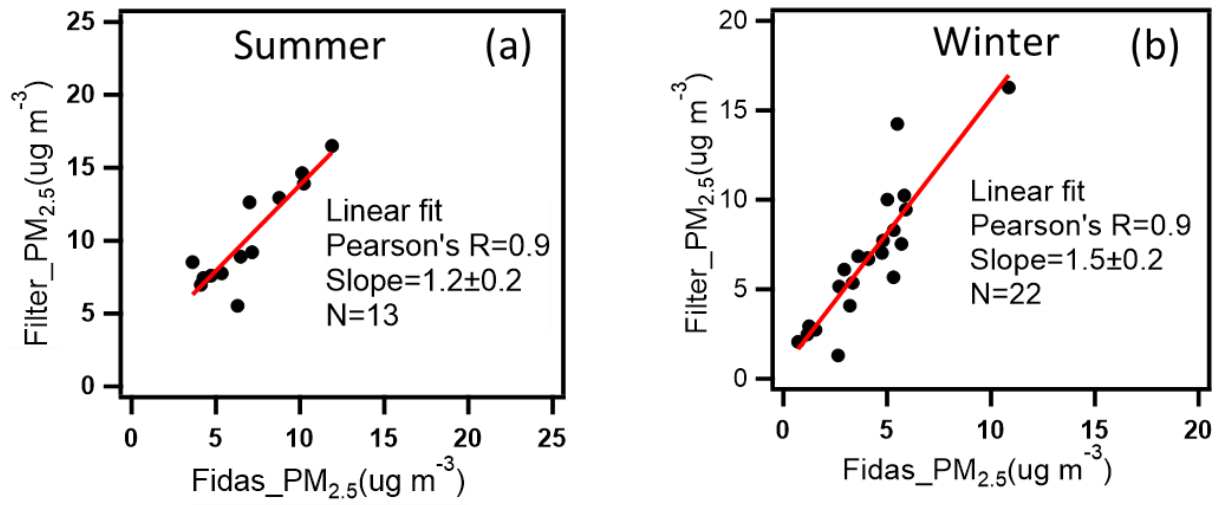 Summer (a)
25
20
15
10
5
0
Filter_PM2.5(ug m-3)
Linear fit
Pearson's R=0.9
Slope=1.2±0.2
N=13
0 5 10 15 20 25
Fidas_PM2.5(ug m-3)
Winter (b)
20
15
10
5
0
Filter_PM2.5(ug m-3)
Linear fit
Pearson's R=0.9
Slope=1.5±0.2
N=22
0 5 10 15 20
Fidas_PM2.5(ug m-3)